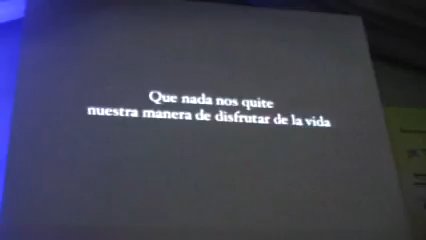 Que nada nos quite
nuestra manera de disfrutar de la vida